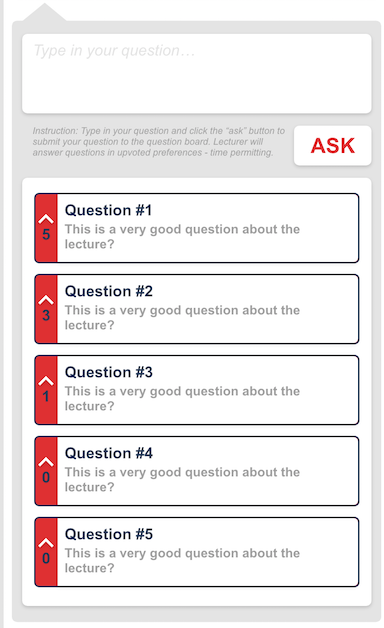 Type in your question...
Instruction: Type in your question and click the "ask" button to
submit your question to the question board. Lecturer will
answer questions in upvoted preferences - time permitting.
ASK
Question #1
This is a very good question about the
lecture?
5
Question #2
This is a very good question about the
lecture?
3
Question #3
This is a very good question about the
lecture?
1
Question #4
This is a very good question about the
lecture?
0
Question #5
This is a very good question about the
lecture?
0